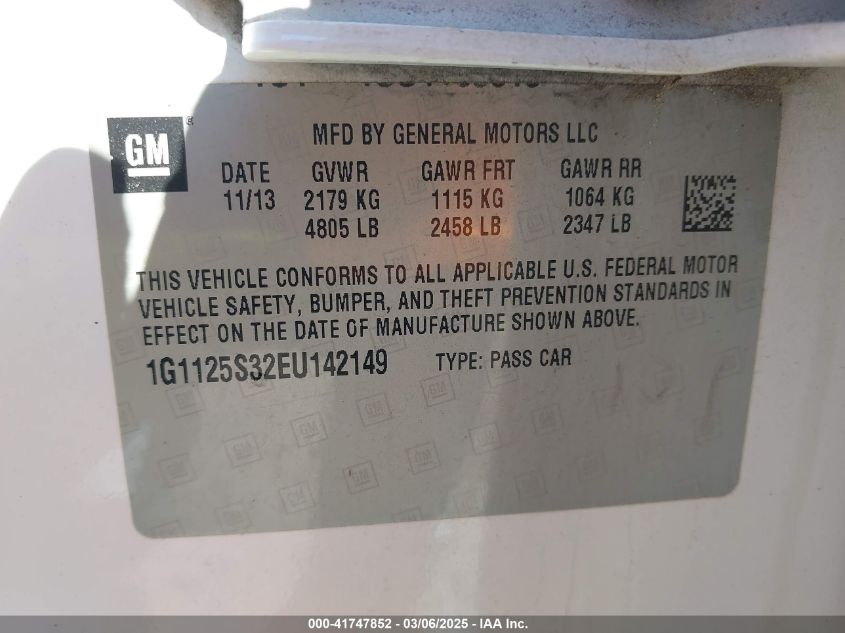 GM
MFD BY GENERAL MOTORS LLC
DATE GVWR GAWR FRT GAWR RR
11/13 2179 KG 1115 KG 1064 KG
4805 LB 2458 LB 2347 LB
THIS VEHICLE CONFORMS TO ALL APPLICABLE U.S. FEDERAL MOTOR
VEHICLE SAFETY, BUMPER, AND THEFT PREVENTION STANDARDS IN
EFFECT ON THE DATE OF MANUFACTURE SHOWN ABOVE.
1G1125S32EU142149 TYPE: PASS CAR
000-41747852 - 03/06/2025 - IAA Inc.